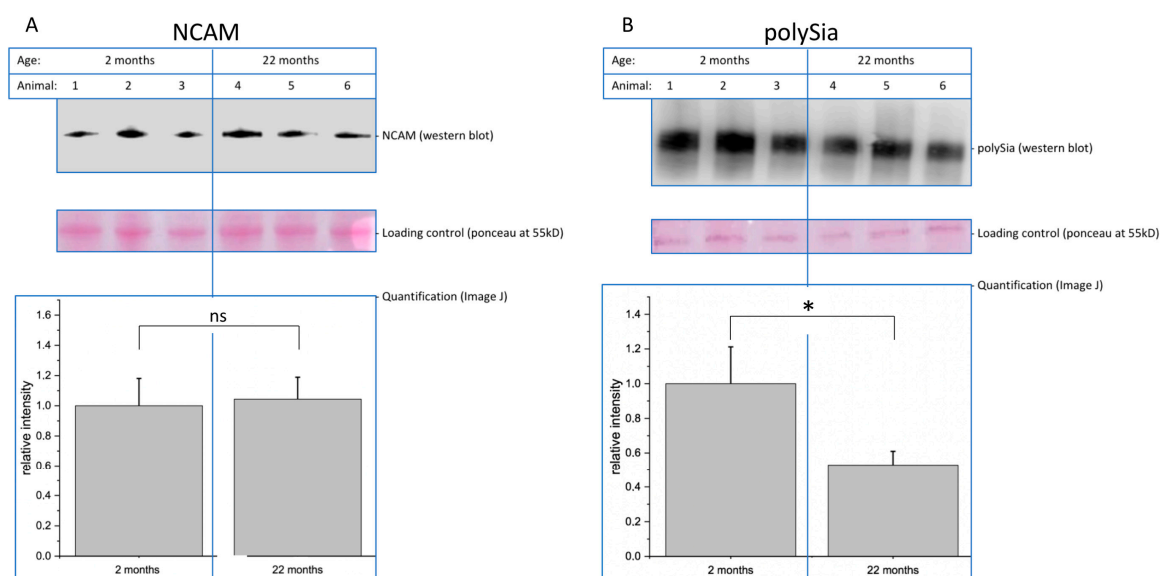 A
NCAM
Age: 2 months 22 months
Animal: 1 2 3 4 5 6
NCAM (western blot)
Loading control (ponceau at 55kD)
Quantification (Image J)
ns
relative intensity
1.6
1.4
1.2
1.0
0.8
0.6
0.4
0.2
0.0
2 months 22 months
B
polySia
Age: 2 months 22 months
Animal: 1 2 3 4 5 6
polySia (western blot)
Loading control (ponceau at 55kD)
Quantification (Image J)
*
relative intensity
1.4
1.2
1.0
0.8
0.6
0.4
0.2
0.0
2 months 22 months